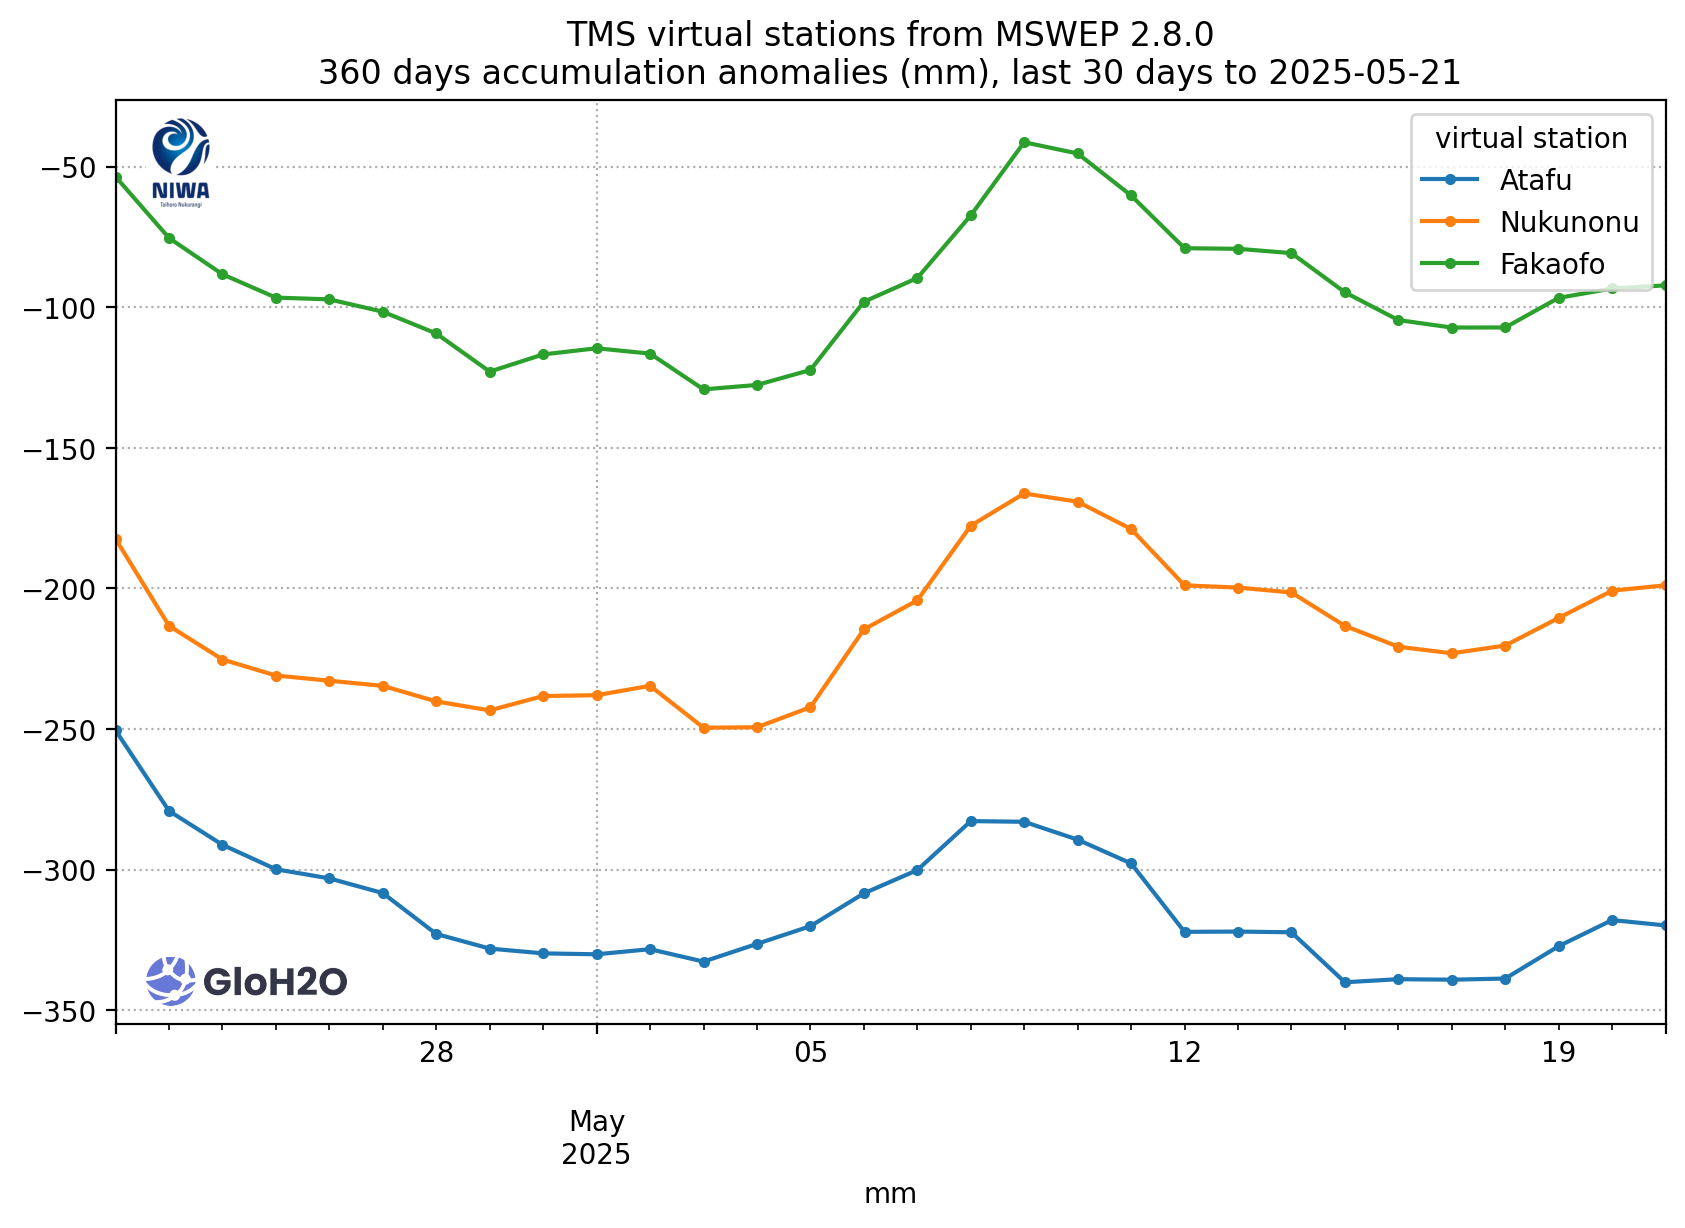 TMS virtual stations from MSWEP 2.8.0
360 days accumulation anomalies (mm), last 30 days to 2025-05-21
NIWA
Taihoro Nukurangi
virtual station
Atafu
Nukunonu
Fakaofo
−50
−100
−150
−200
−250
−300
−350
GloH2O
28
05
12
19
May
2025
mm